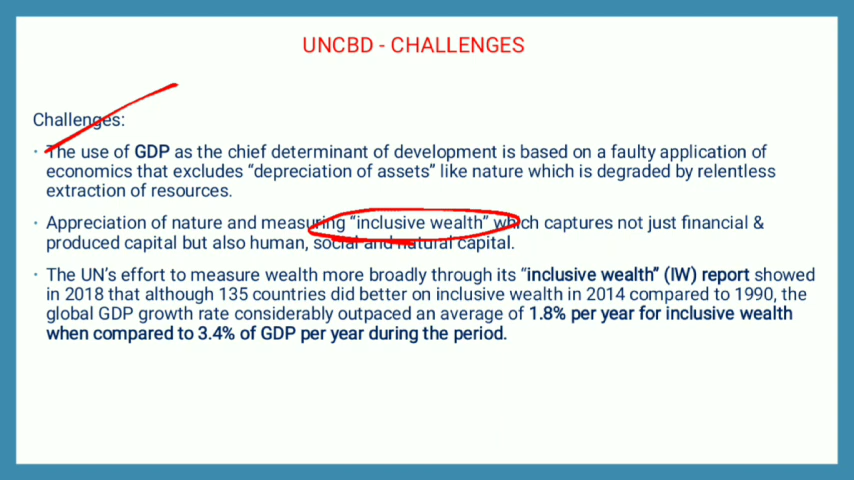 UNCBD - CHALLENGES
Challenges:
• The use of GDP as the chief determinant of development is based on a faulty application of
economics that excludes “depreciation of assets” like nature which is degraded by relentless
extraction of resources.
• Appreciation of nature and measuring “inclusive wealth” which captures not just financial &
produced capital but also human, social and natural capital.
• The UN’s effort to measure wealth more broadly through its “inclusive wealth” (IW) report showed
in 2018 that although 135 countries did better on inclusive wealth in 2014 compared to 1990, the
global GDP growth rate considerably outpaced an average of 1.8% per year for inclusive wealth
when compared to 3.4% of GDP per year during the period.